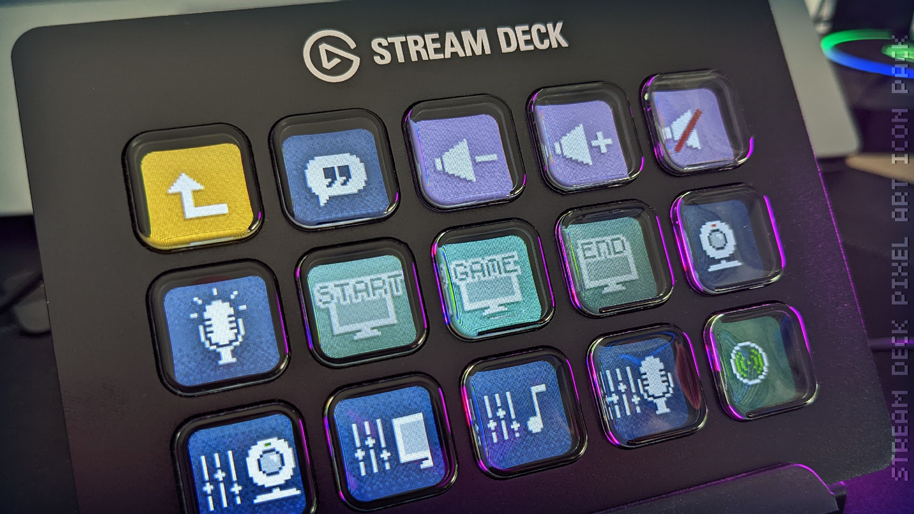 STREAM DECK
START
GAME
END
STREAM DECK PIXEL ART ICON PACK